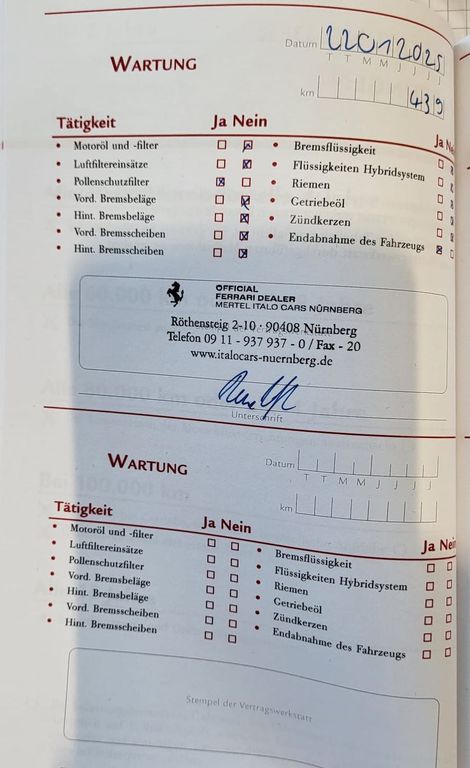 Datum 22012025
T T M M J J J J
WARTUNG
km 439
Tätigkeit Ja Nein Ja N
• Motoröl und -filter • Bremsflüssigkeit
• Luftfiltereinsätze • Flüssigkeiten Hybridsystem
• Pollenschutzfilter • Riemen
• Vord. Bremsbeläge • Getriebeöl
• Hint. Bremsbeläge • Zündkerzen
• Vord. Bremsscheiben • Endabnahme des Fahrzeugs
• Hint. Bremsscheiben
OFFICIAL
FERRARI DEALER
MERTEL ITALO CARS NÜRNBERG
Röthensteig 2-10 · 90408 Nürnberg
Telefon 09 11 - 937 937 - 0 / Fax - 20
www.italocars-nuernberg.de
Unterschrift
WARTUNG
Datum
T T M M J J J J
km
Tätigkeit Ja Nein Ja Nein
• Motoröl und -filter • Bremsflüssigkeit
• Luftfiltereinsätze • Flüssigkeiten Hybridsystem
• Pollenschutzfilter • Riemen
• Vord. Bremsbeläge • Getriebeöl
• Hint. Bremsbeläge • Zündkerzen
• Vord. Bremsscheiben • Endabnahme des Fahrzeugs
• Hint. Bremsscheiben
Stempel der Vertragswerkstatt